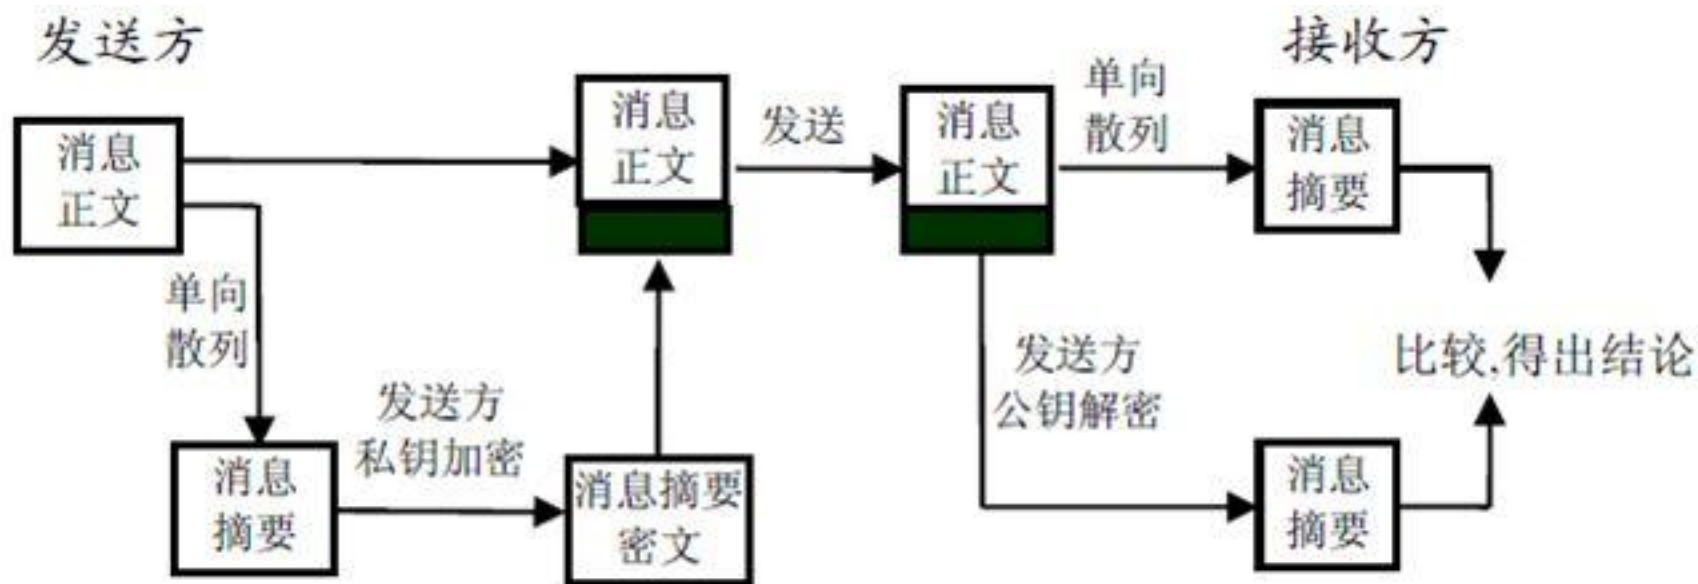 发送方
接收方
消息
正文
消息
正文
发送
消息
正文
单向
散列
消息
摘要
单向
散列
发送方
私钥加密
发送方
公钥解密
比较,得出结论
消息
摘要
消息摘要
密文
消息
摘要